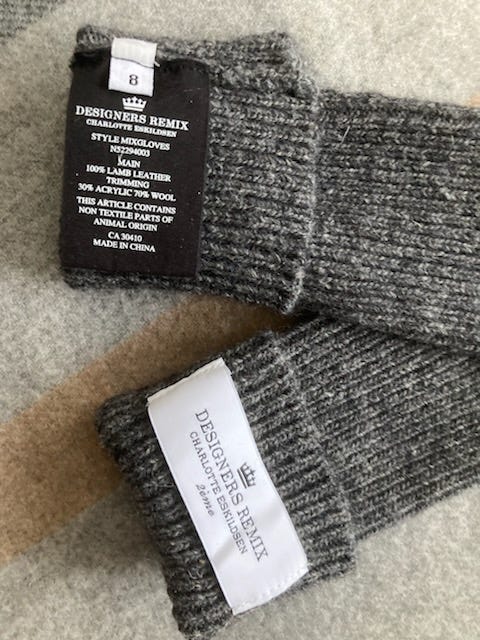 8
DESIGNERS REMIX
CHARLOTTE ESKILDSEN
STYLE MIXGLOVES
N52294003
MAIN
100% LAMB LEATHER
TRIMMING
30% ACRYLIC 70% WOOL
THIS ARTICLE CONTAINS
NON TEXTILE PARTS OF
ANIMAL ORIGIN
CA 30410
MADE IN CHINA
DESIGNERS REMIX
CHARLOTTE ESKILDSEN
2ème